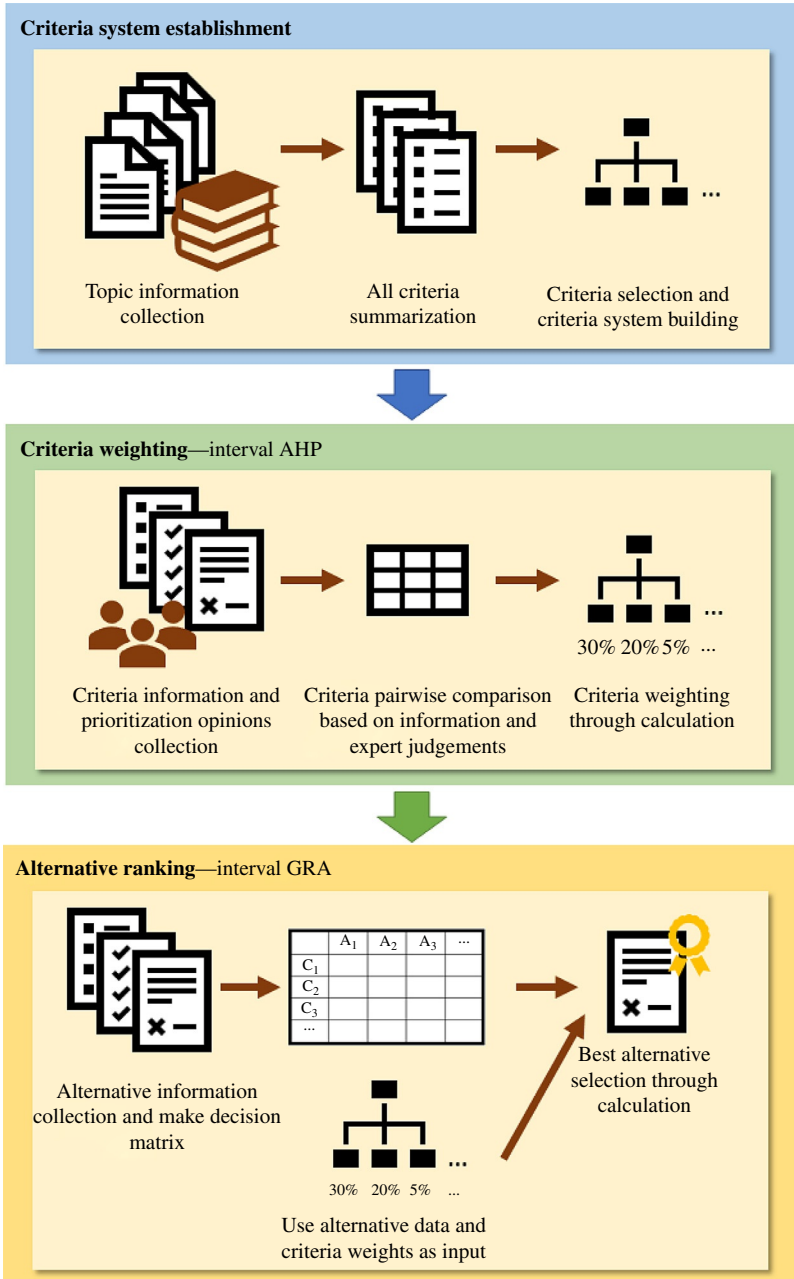 Criteria system establishment
Topic information
collection
All criteria
summarization
Criteria selection and
criteria system building
...
Criteria weighting—interval AHP
...
30% 20% 5% ...
Criteria information and
prioritization opinions
collection
Criteria pairwise comparison
based on information and
expert judgements
Criteria weighting
through calculation
Alternative ranking—interval GRA
A1 A2 A3 ...
C1
C2
C3
...
Alternative information
collection and make decision
matrix
Best alternative
selection through
calculation
...
30% 20% 5% ...
Use alternative data and
criteria weights as input